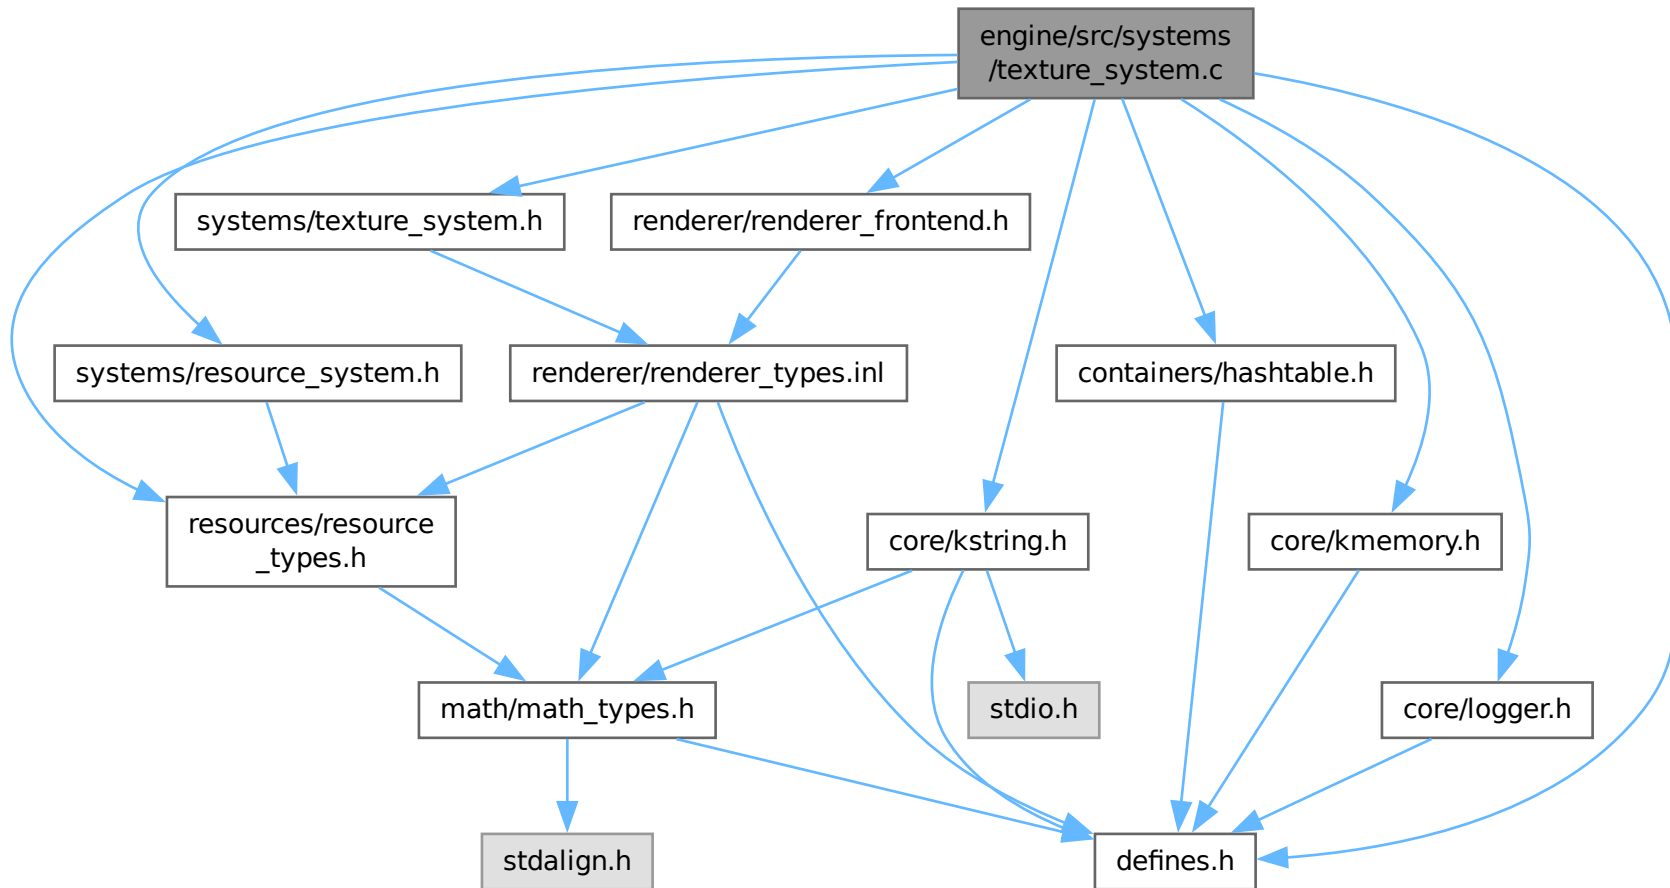 engine/src/systems
/texture_system.c
systems/texture_system.h
renderer/renderer_frontend.h
systems/resource_system.h
renderer/renderer_types.inl
containers/hashtable.h
resources/resource
_types.h
core/kstring.h
core/kmemory.h
math/math_types.h
stdio.h
core/logger.h
stdalign.h
defines.h